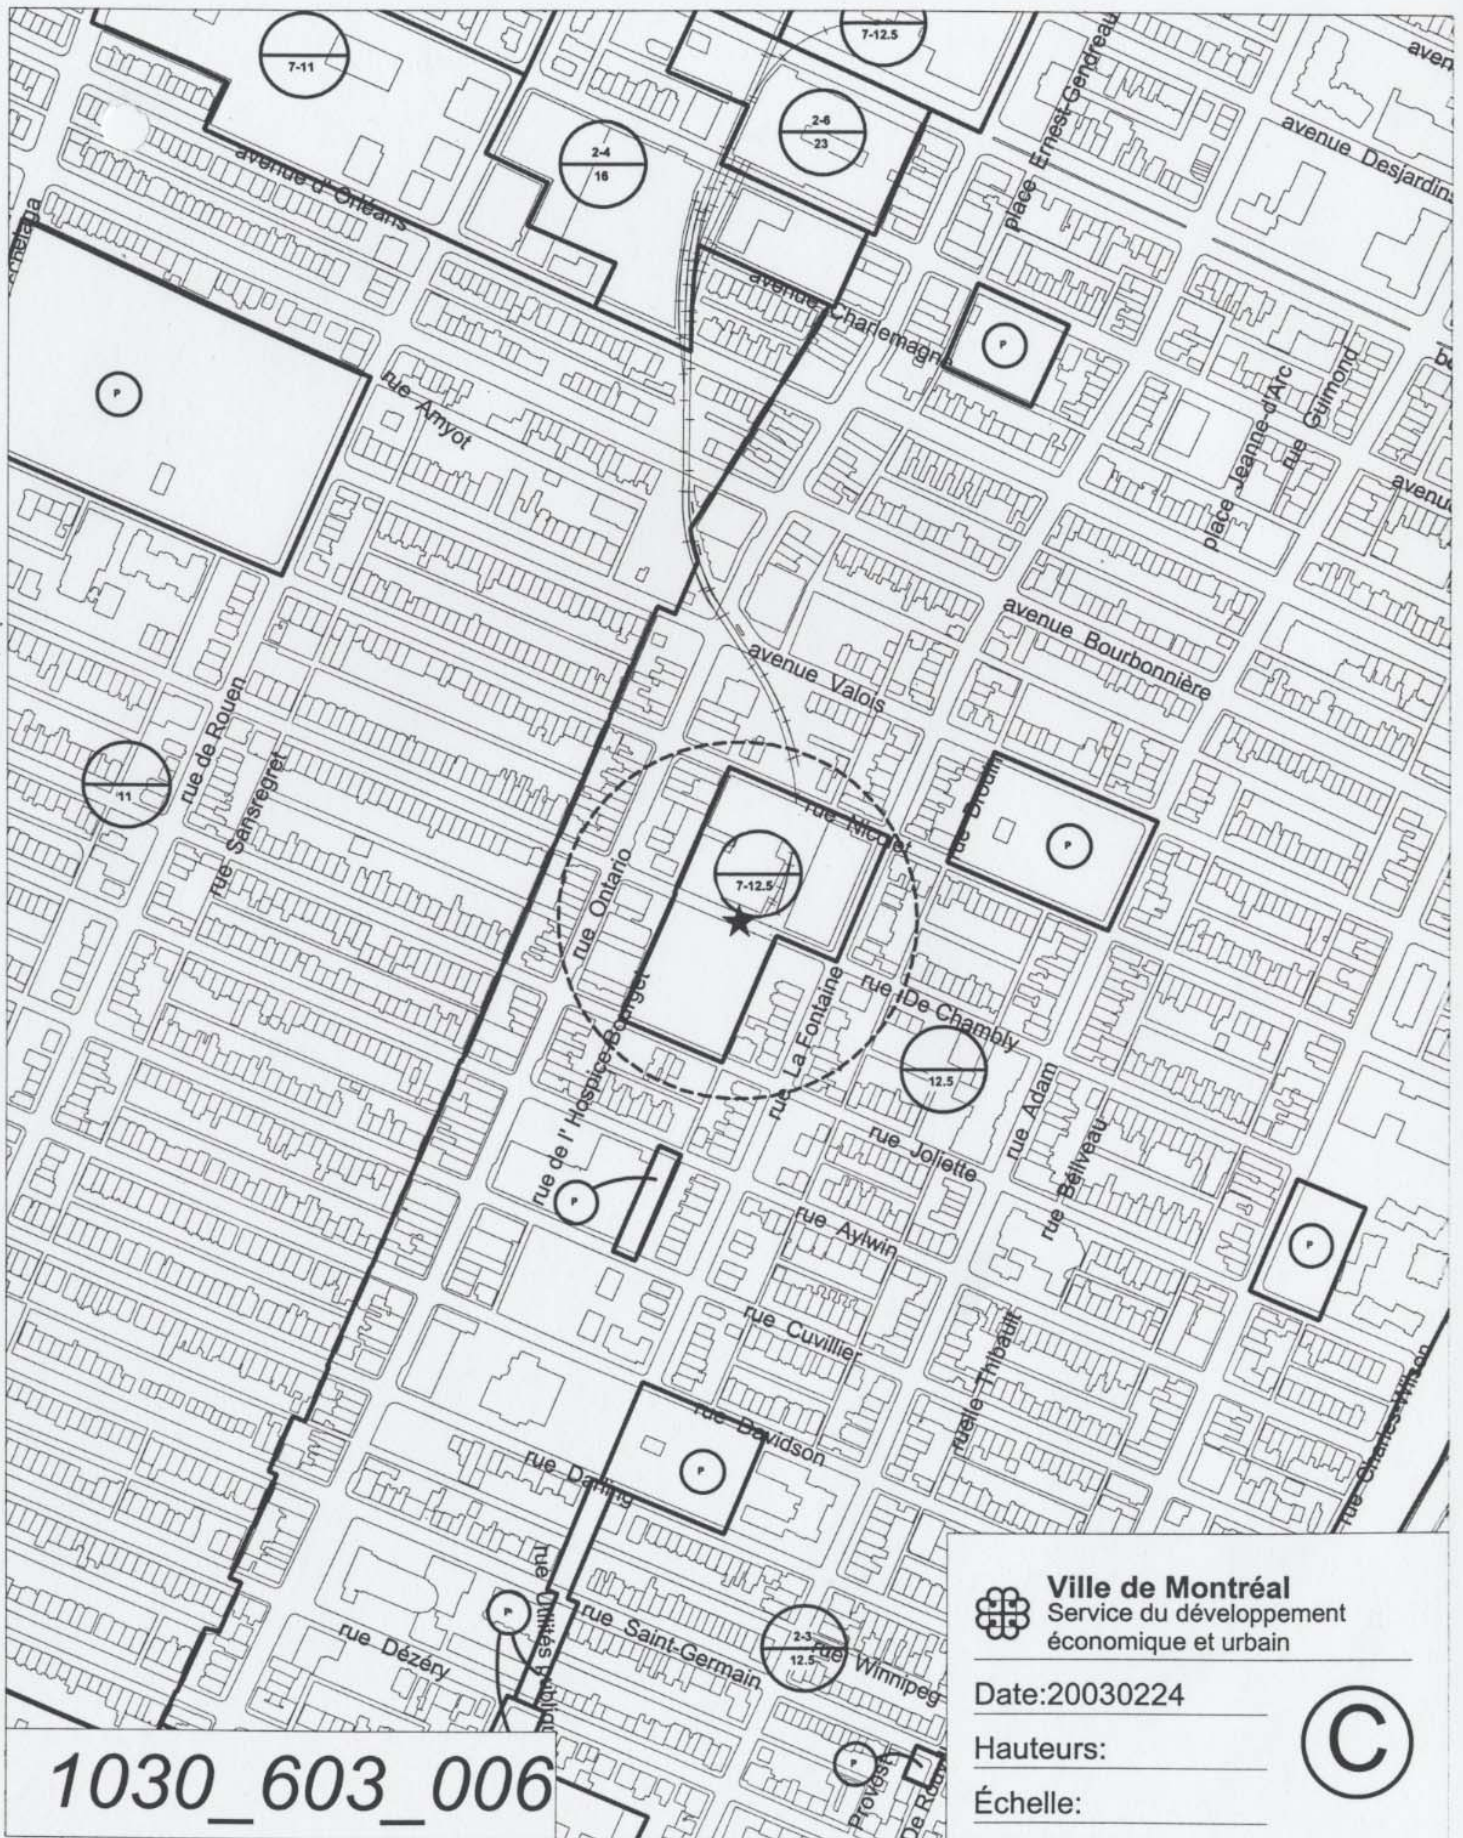 7-11
7-12.5
2-6
23
2-4
16
place Ernest-Gendreau
avenue Desjardins
avenue d' Orléans
avenue Charlemagne
P
P
rue Amyot
place Jeanne-d'Arc
rue Guimond
avenue Bourbonnière
avenue Valois
rue de Rouen
rue Sansregret
11
rue Ontario
rue Nicolet
P
7-12.5
rue De Chambly
rue La Fontaine
rue de l' Hospice-Bourget
12.5
rue Adam
rue Joliette
rue Béliveau
P
rue Aylwin
P
rue Cuvillier
ruelle Thibault
rue Charles-Wilson
rue Davidson
P
rue Darling
P
rue Utilités publiq
rue Saint-Germain
rue Dézéry
2-3
12.5
rue Winnipeg
P
Provost
Ville de Montréal
Service du développement
économique et urbain
Date:20030224
Hauteurs:
Échelle:
C
1030_603_006